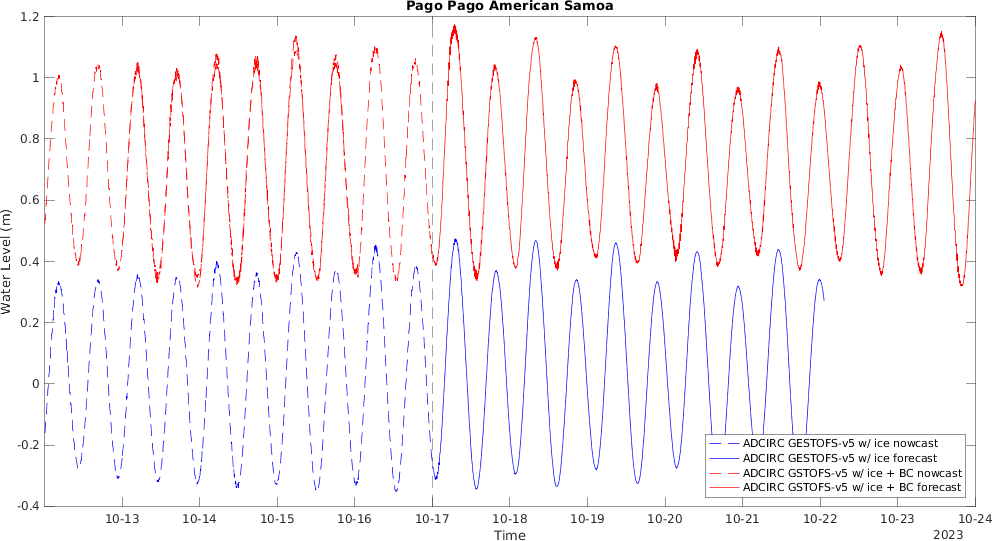 Pago Pago American Samoa
1.2
1
0.8
0.6
0.4
0.2
0
-0.2
-0.4
Water Level (m)
ADCIRC GESTOFS-v5 w/ ice nowcast
ADCIRC GESTOFS-v5 w/ ice forecast
ADCIRC GSTOFS-v5 w/ ice + BC nowcast
ADCIRC GSTOFS-v5 w/ ice + BC forecast
10-13 10-14 10-15 10-16 10-17 10-18 10-19 10-20 10-21 10-22 10-23 10-24
Time
2023